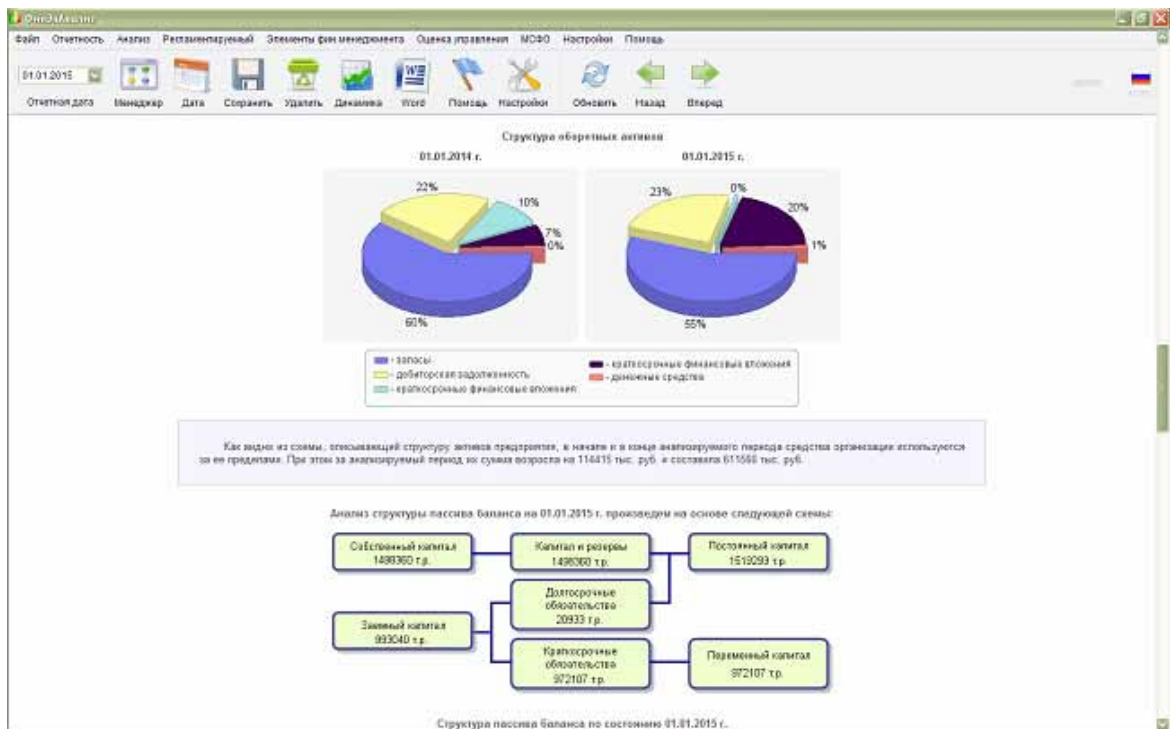 ФинЭкАнализ
Файл Отчетность Анализ Регламентируемый Элементы фин менеджмента Оценка управления МСФО Настройки Помощь
01.01.2015
Отчетная дата Менеджер Дата Сохранить Удалить Динамика Word Помощь Настройки Обновить Назад Вперед
Структура оборотных активов
01.01.2014 г. 01.01.2015 г.
22% 10% 7% 0% 60%
23% 0% 20% 1% 55%
- запасы
- дебиторская задолженность
- краткосрочные финансовые вложения
- краткосрочные финансовые вложения
- денежные средства
Как видно из схемы, описывающей структуру активов предприятия, в начале и в конце анализируемого периода средства организации используются
за ее пределами. При этом за анализируемый период их сумма возросла на 114415 тыс. руб. и составила тыс. руб.
Анализ структуры пассива баланса на 01.01.2015 г. произведем на основе следующей схемы:
Собственный капитал
1498360 т.р.
Капитал и резервы
1498360 т.р.
Постоянный капитал
1519293 т.р.
Долгосрочные
обязательства
20933 т.р.
Заемный капитал
993040 т.р.
Краткосрочные
обязательства
972107 т.р.
Переменный капитал
972107 т.р.
Структура пассива баланса по состоянию 01.01.2015 г.